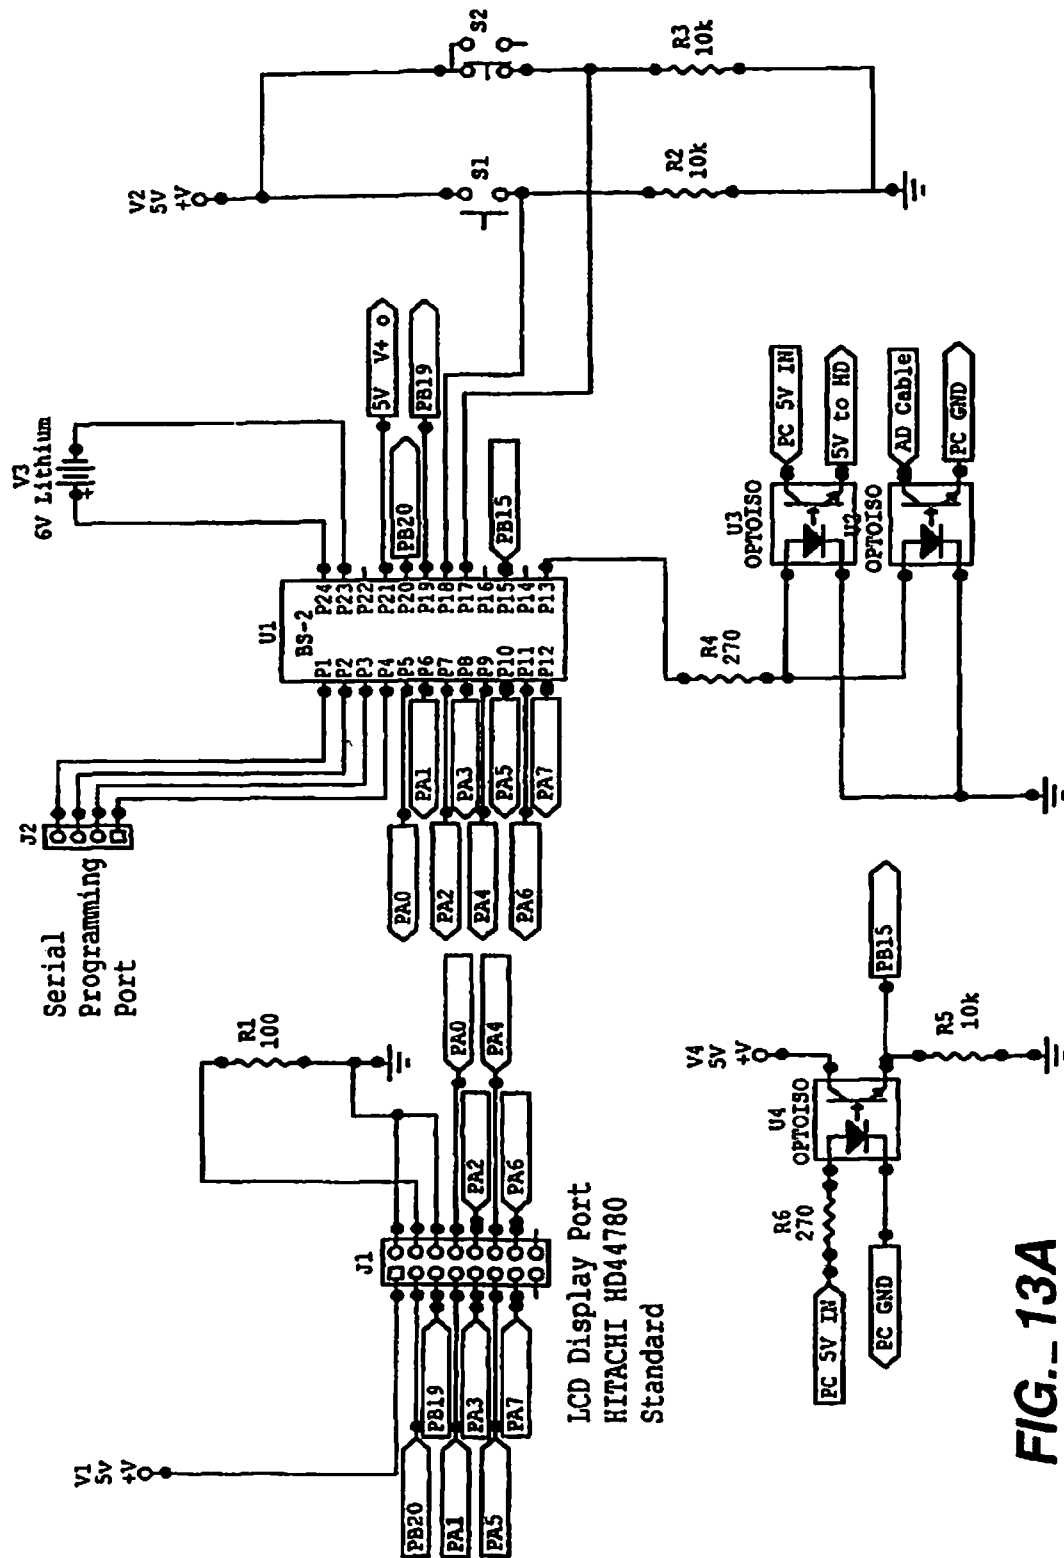 V1
5V
+V
J1
PB20
PB19
PA1
PA3
PA5
PA7
PA0
PA2
PA4
PA6
R1
100
LCD Display Port
HITACHI HD44780
Standard
J2
Serial
Programming
Port
U1
BS-2
P1
P2
P3
P4
P5
P6
P7
P8
P9
P10
P11
P12
P24
P23
P22
P21
P20
P19
P18
P17
P16
P15
P14
P13
PA0
PA1
PA2
PA3
PA4
PA5
PA6
PA7
V3
6V Lithium
5V V+ o
PB20
PB19
PB15
V2
5V
+V
S1
S2
R2
10k
R3
10k
R4
270
U3
OPTOISO
PC 5V IN
5V to HD
U2
OPTOISO
AD Cable
PC GND
V4
5V
+V
U4
OPTOISO
R6
270
PC 5V IN
PC GND
PB15
R5
10k
FIG._13A